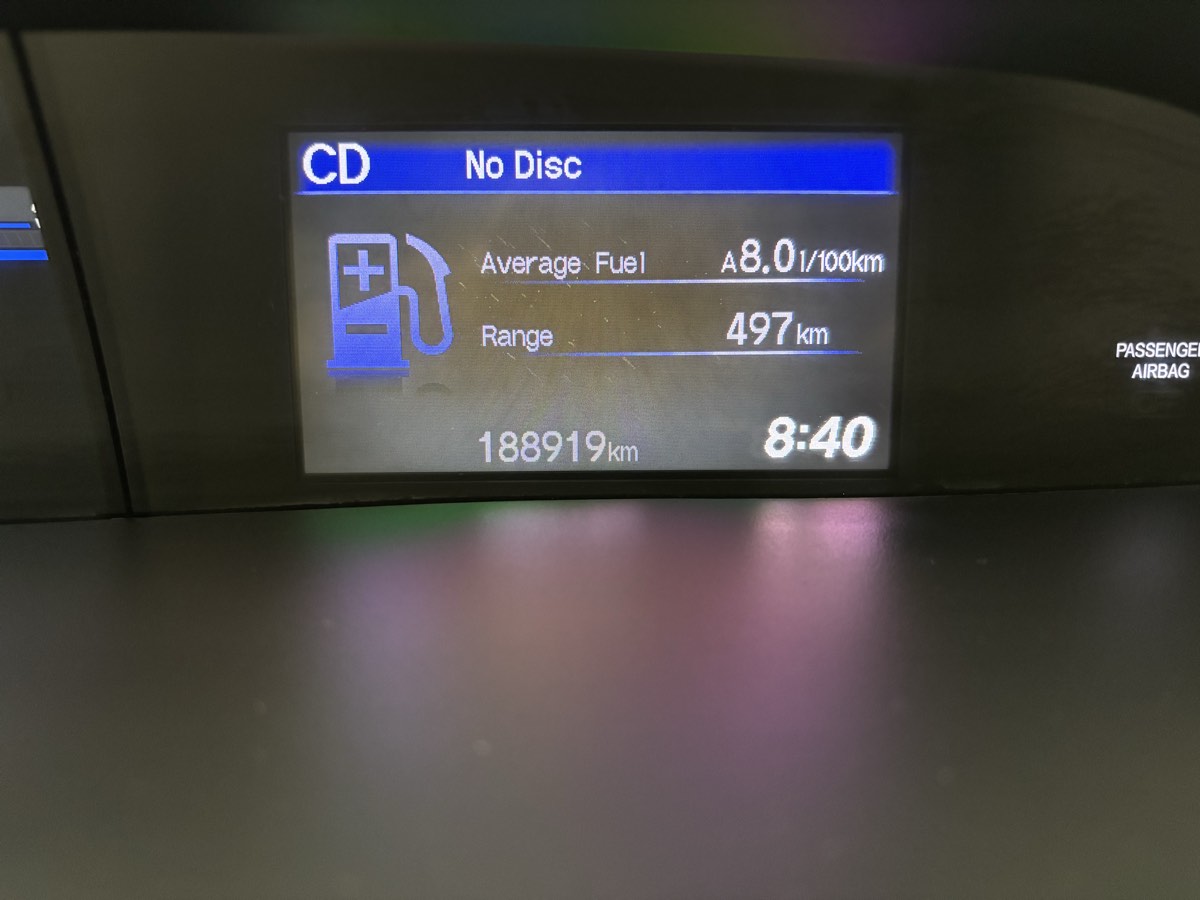 CD No Disc
Average Fuel A8.0l/100km
Range 497km
188919km 8:40
PASSENGER
AIRBAG